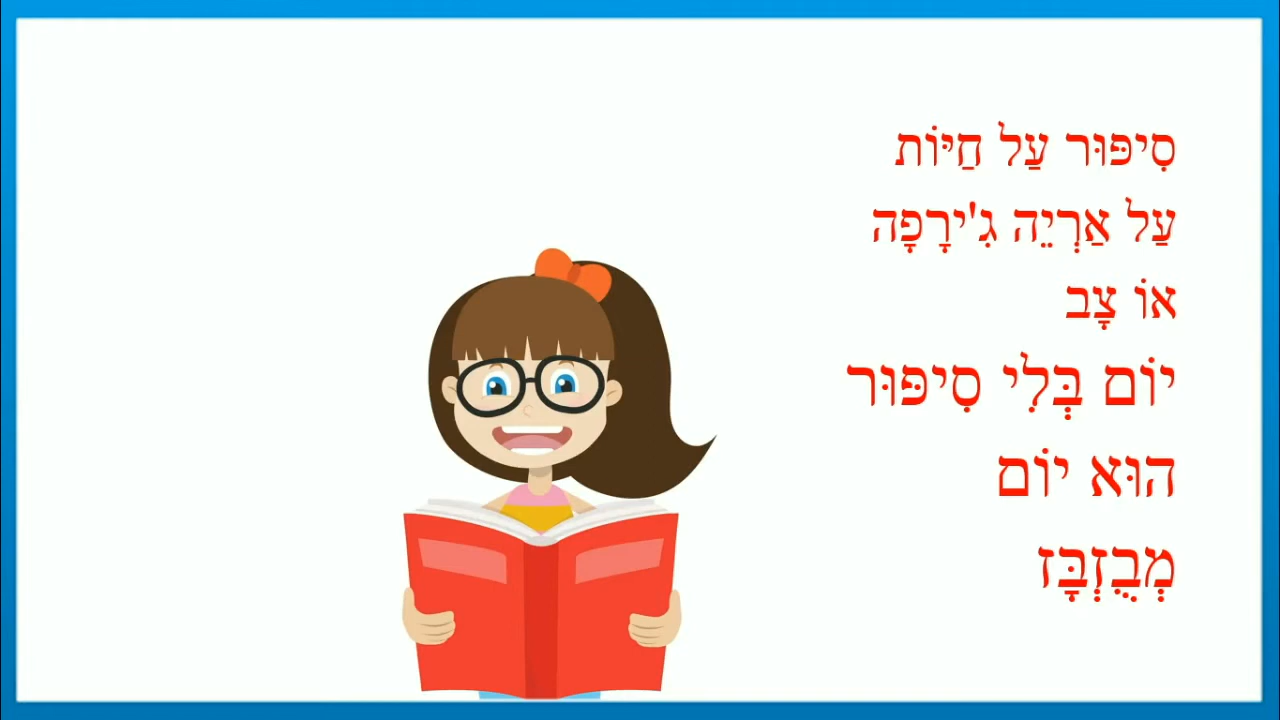 סִיפּוּר עַל חַיּוֹת
עַל אַרְיֵה גִ'ירָפָה
אוֹ צָב
יוֹם בְּלִי סִיפּוּר
הוּא יוֹם
מְבֻזְבָּז